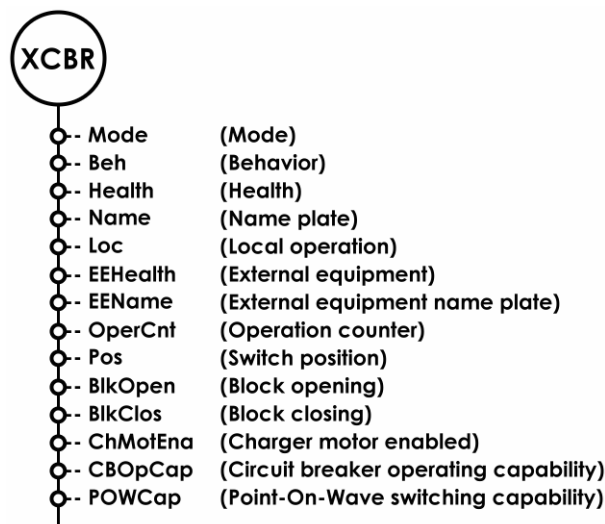 XCBR
Mode (Mode)
Beh (Behavior)
Health (Health)
Name (Name plate)
Loc (Local operation)
EEHealth (External equipment)
EEName (External equipment name plate)
OperCnt (Operation counter)
Pos (Switch position)
BlkOpen (Block opening)
BlkClos (Block closing)
ChMotEna (Charger motor enabled)
CBOpCap (Circuit breaker operating capability)
POWCap (Point-On-Wave switching capability)